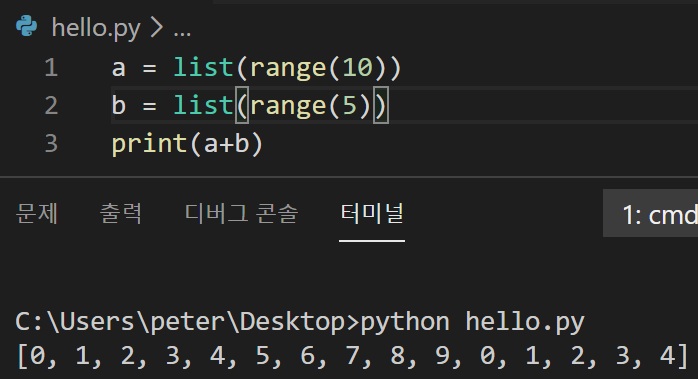 hello.py > ...
1 a = list(range(10))
2 b = list(range(5))
3 print(a+b)
문제 출력 디버그 콘솔 터미널 1: cmd
C:\Users\peter\Desktop>python hello.py
[0, 1, 2, 3, 4, 5, 6, 7, 8, 9, 0, 1, 2, 3, 4]